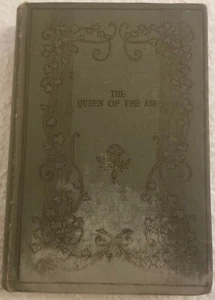 THE
QUEEN OF THE AIR